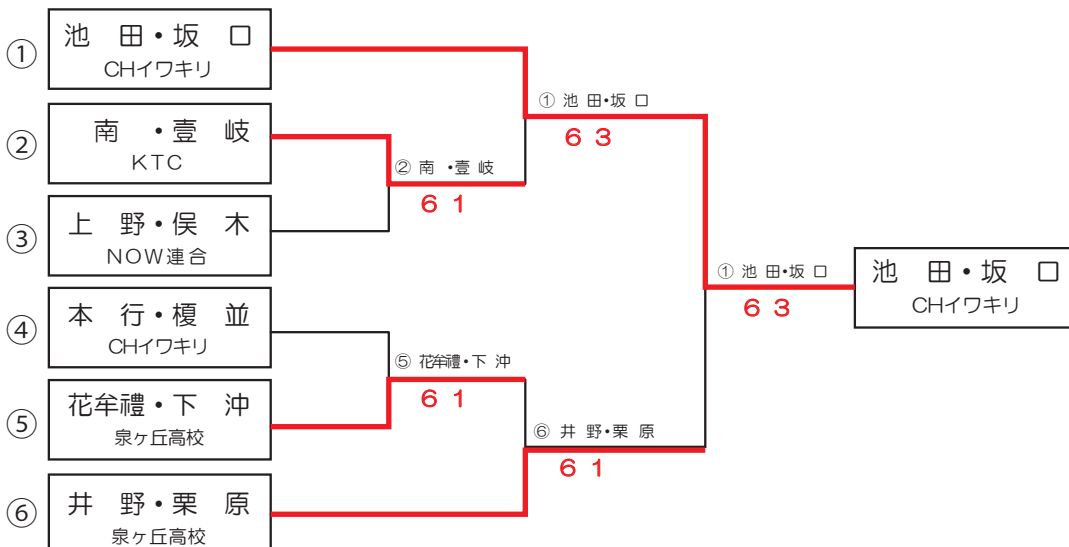 ① 池 田・坂 口
CHイワキリ
② 南 ・壹 岐
KTC
③ 上 野・俣 木
NOW連合
④ 本 行・榎 並
CHイワキリ
⑤ 花牟禮・下 沖
泉ヶ丘高校
⑥ 井 野・栗 原
泉ヶ丘高校
② 南 ・壹 岐
6 1
⑤ 花牟禮・下 沖
6 1
① 池 田・坂 口
6 3
⑥ 井 野・栗 原
6 1
① 池 田・坂 口
6 3
池 田・坂 口
CHイワキリ